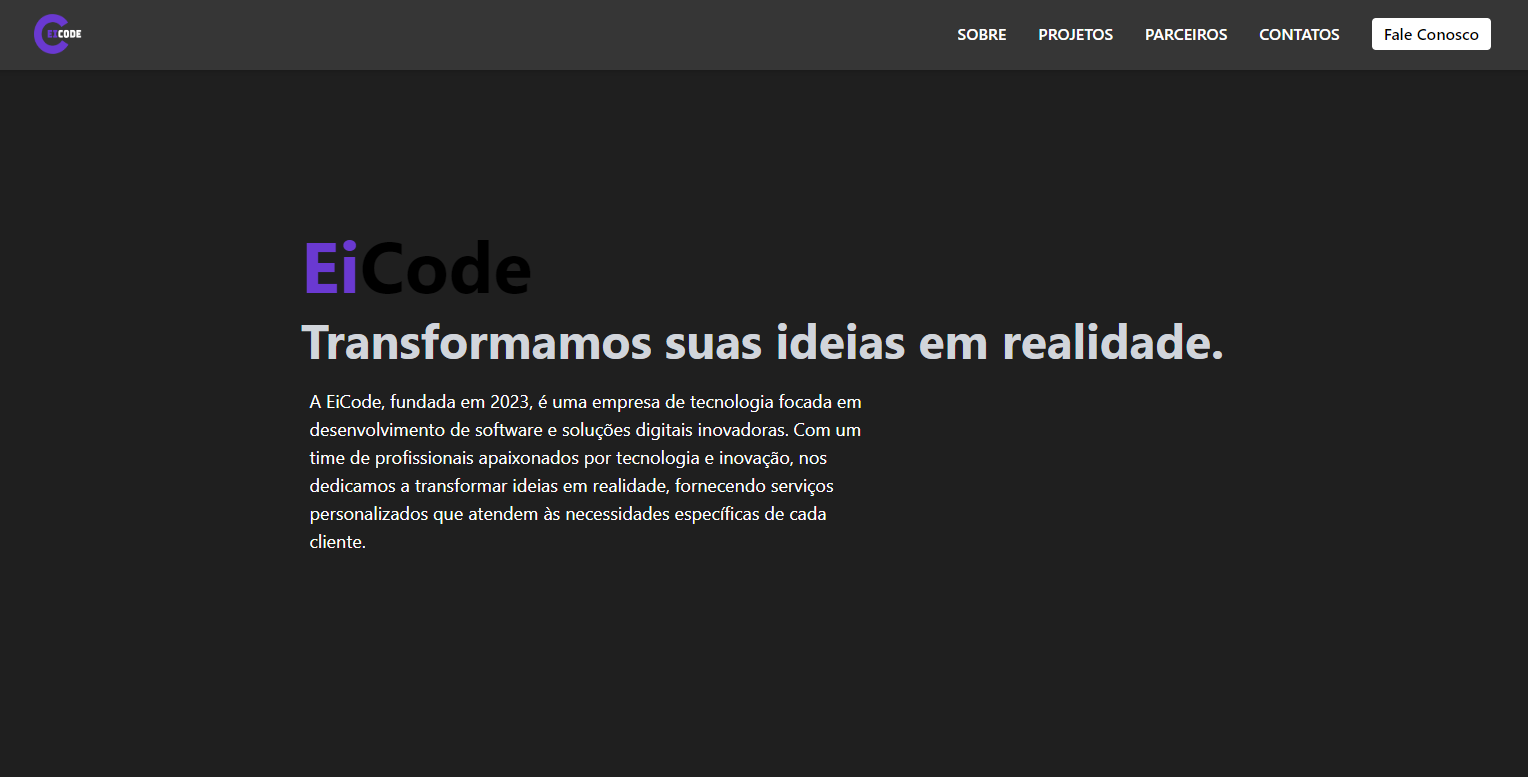 EICODE
SOBRE PROJETOS PARCEIROS CONTATOS Fale Conosco
EiCode
Transformamos suas ideias em realidade.
A EiCode, fundada em 2023, é uma empresa de tecnologia focada em
desenvolvimento de software e soluções digitais inovadoras. Com um
time de profissionais apaixonados por tecnologia e inovação, nos
dedicamos a transformar ideias em realidade, fornecendo serviços
personalizados que atendem às necessidades específicas de cada
cliente.